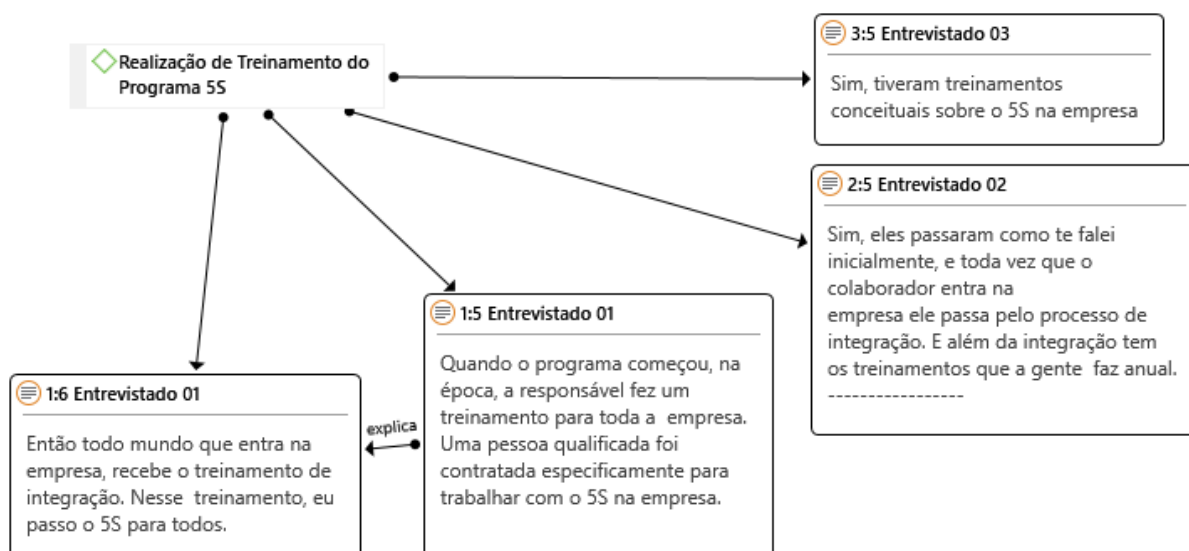 Realização de Treinamento do
Programa 5S
3:5 Entrevistado 03
Sim, tiveram treinamentos
conceituais sobre o 5S na empresa
2:5 Entrevistado 02
Sim, eles passaram como te falei
inicialmente, e toda vez que o
colaborador entra na
empresa ele passa pelo processo de
integração. E além da integração tem
os treinamentos que a gente faz anual.
-----------------
1:5 Entrevistado 01
Quando o programa começou, na
época, a responsável fez um
treinamento para toda a empresa.
Uma pessoa qualificada foi
contratada especificamente para
trabalhar com o 5S na empresa.
explica
1:6 Entrevistado 01
Então todo mundo que entra na
empresa, recebe o treinamento de
integração. Nesse treinamento, eu
passo o 5S para todos.